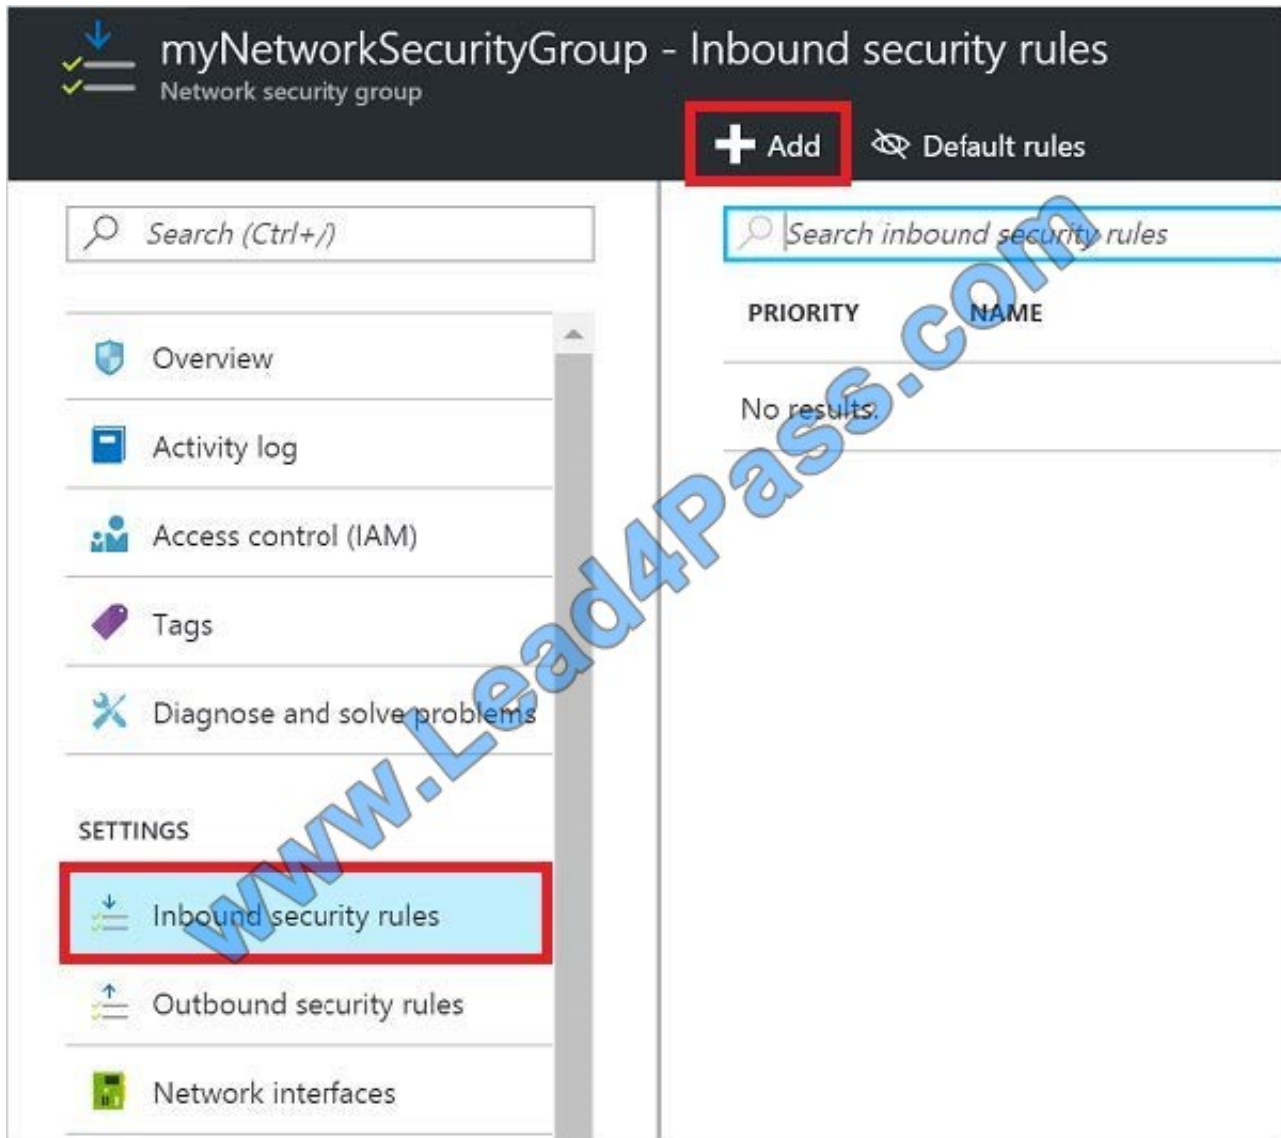 myNetworkSecurityGroup - Inbound security rules
Network security group
Add
Default rules
Search (Ctrl+/)
Search inbound security rules
PRIORITY
NAME
No results.
Overview
Activity log
Access control (IAM)
Tags
Diagnose and solve problems
SETTINGS
Inbound security rules
Outbound security rules
Network interfaces
www.Lead4Pass.com